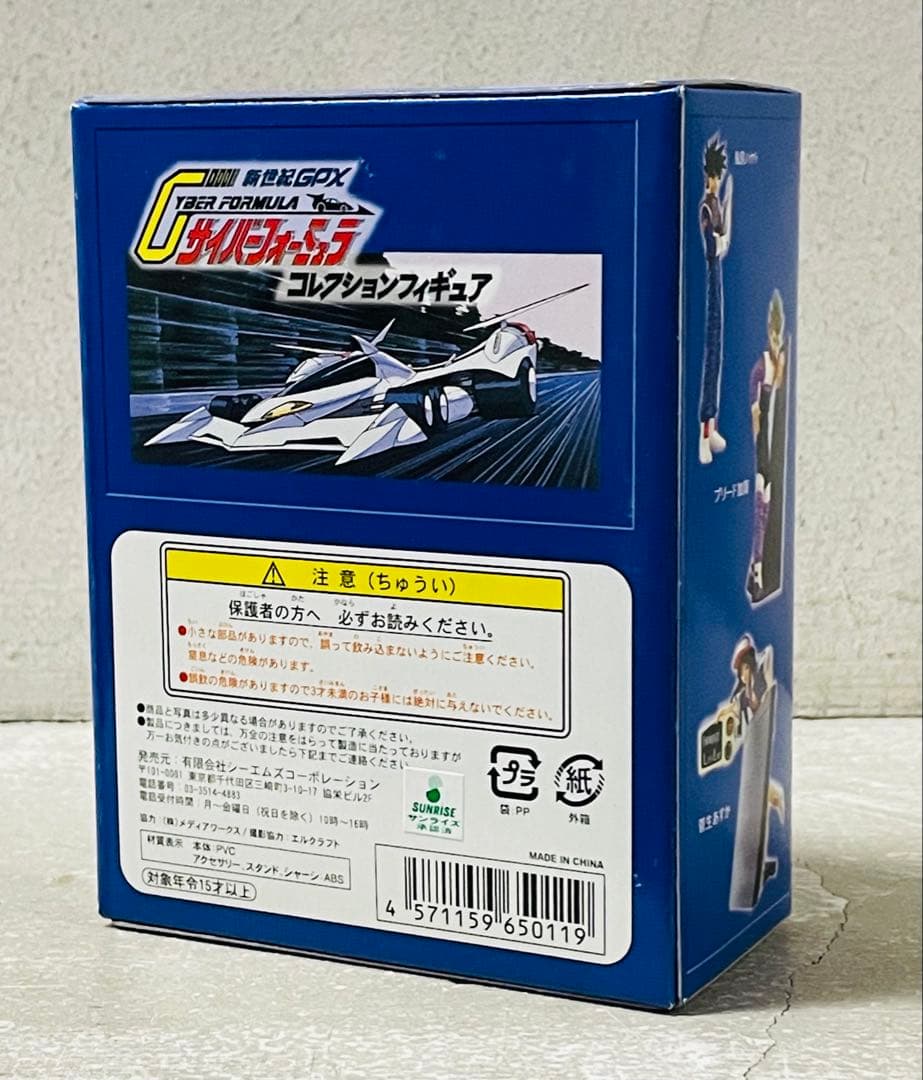 新世紀GPX
CYBER FORMULA
サイバーフォーミュラ
コレクションフィギュア
注意(ちゅうい)
保護者の方へ 必ずお読みください。
●小さな部品がありますので、誤って飲み込まないようにご注意ください。
窒息などの危険があります。
●誤飲の危険がありますので3才未満のお子様には絶対に与えないでください。
●商品と写真は多少異なる場合がありますのでご了承ください。
●製品につきましては、万全の注意をはらって製造に当たっておりますが
万一お気付きの点がございましたら下記までご連絡ください。
発売元:有限会社シーエムズコーポレーション
〒101-0061 東京都千代田区三崎町3-10-17 協栄ビル2F
電話番号:03-3514-4883
電話受付時間:月〜金曜日(祝日を除く)10時〜16時
協力:(株)メディアワークス/撮影協力:エルクラフト
材質表示 本体:PVC
アクセサリー、スタンド、シャーシ:ABS
対象年令15才以上
SUNRISE
サンライズ
承認済
プラ
袋:PP
紙
外箱
MADE IN CHINA
4 571159 650119
ブリード加賀
菅生あすか